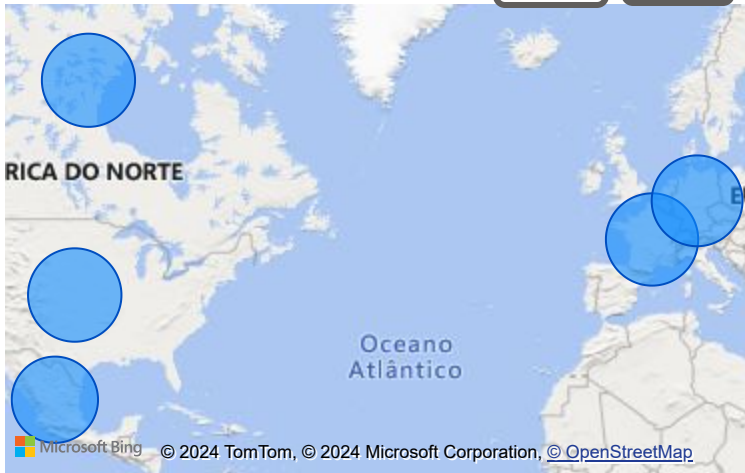 RICA DO NORTE
E
Oceano
Atlântico
Microsoft Bing
© 2024 TomTom, © 2024 Microsoft Corporation, © OpenStreetMap